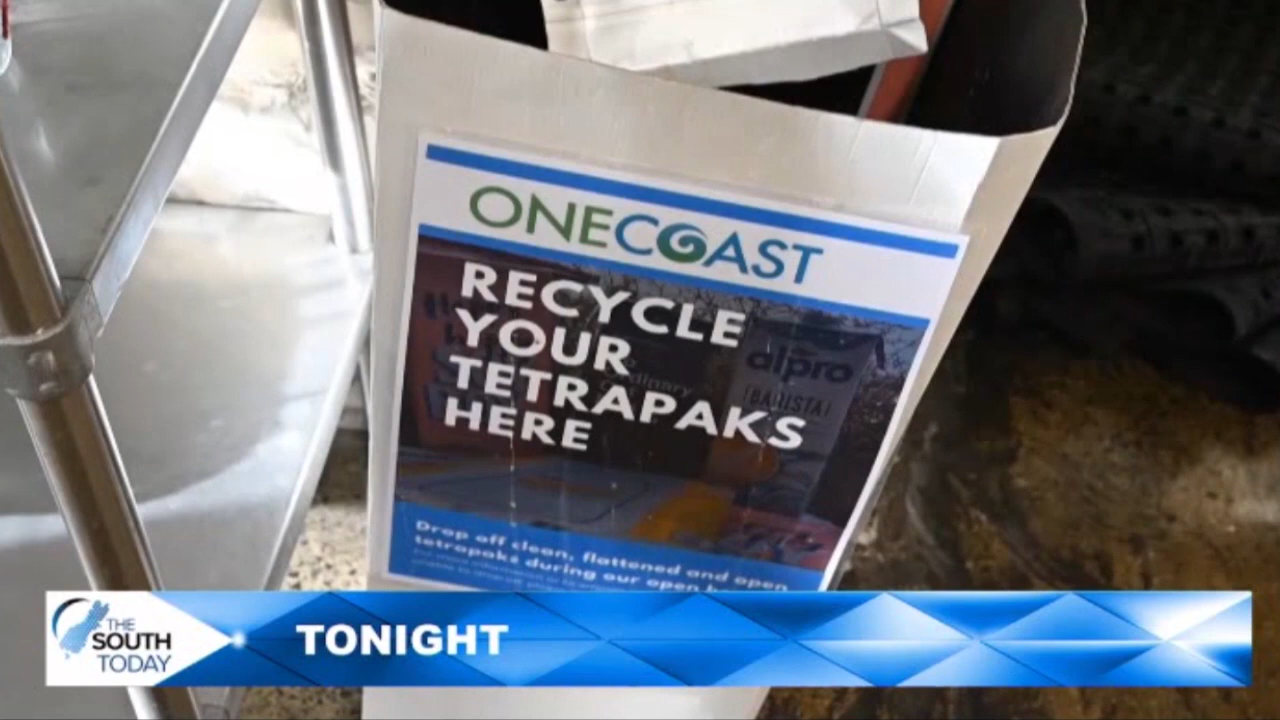 ONECOAST
RECYCLE
YOUR
TETRAPAKS
HERE
alpro
BARISTA
Drop off clean, flattened and open
tetrapaks during our open
THE
SOUTH
TODAY
TONIGHT